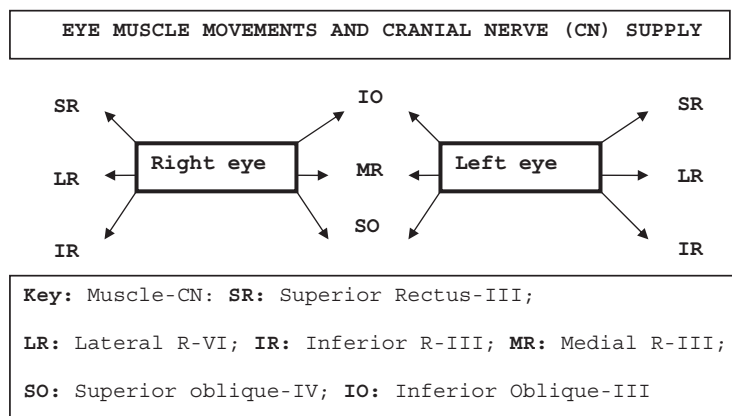 EYE MUSCLE MOVEMENTS AND CRANIAL NERVE (CN) SUPPLY
SR IO SR
Right eye Left eye
LR MR LR
SO
IR IR
Key: Muscle-CN: SR: Superior Rectus-III;
LR: Lateral R-VI; IR: Inferior R-III; MR: Medial R-III;
SO: Superior oblique-IV; IO: Inferior Oblique-III